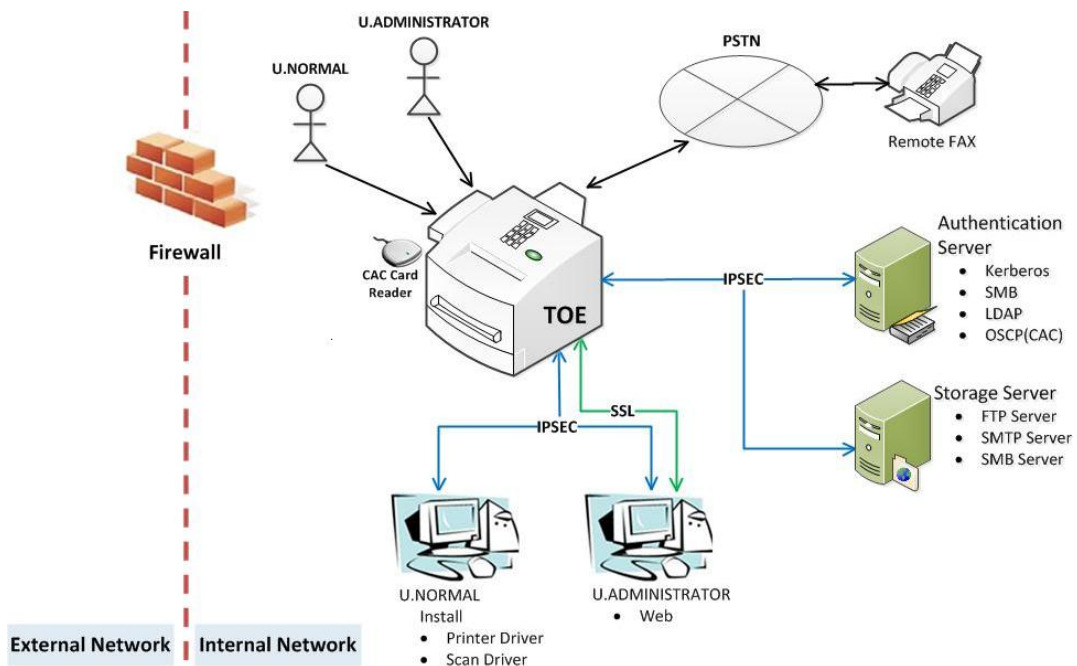 U.ADMINISTRATOR
U.NORMAL
PSTN
Remote FAX
Firewall
CAC Card
Reader
TOE
IPSEC
Authentication
Server
• Kerberos
• SMB
• LDAP
• OSCP(CAC)
Storage Server
• FTP Server
• SMTP Server
• SMB Server
SSL
IPSEC
U.NORMAL
Install
• Printer Driver
• Scan Driver
U.ADMINISTRATOR
• Web
External Network
Internal Network